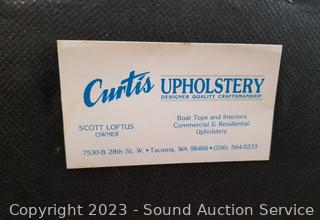 Curtis UPHOLSTERY
DESIGNER QUALITY CRAFTSMANSHIP
SCOTT LOFTUS
OWNER
Boat Tops and Interiors
Commercial & Residential
Upholstery
7530-B 28th St. W. • Tacoma, WA 98466 • (206) 564-0233
Copyright 2023 - Sound Auction Service